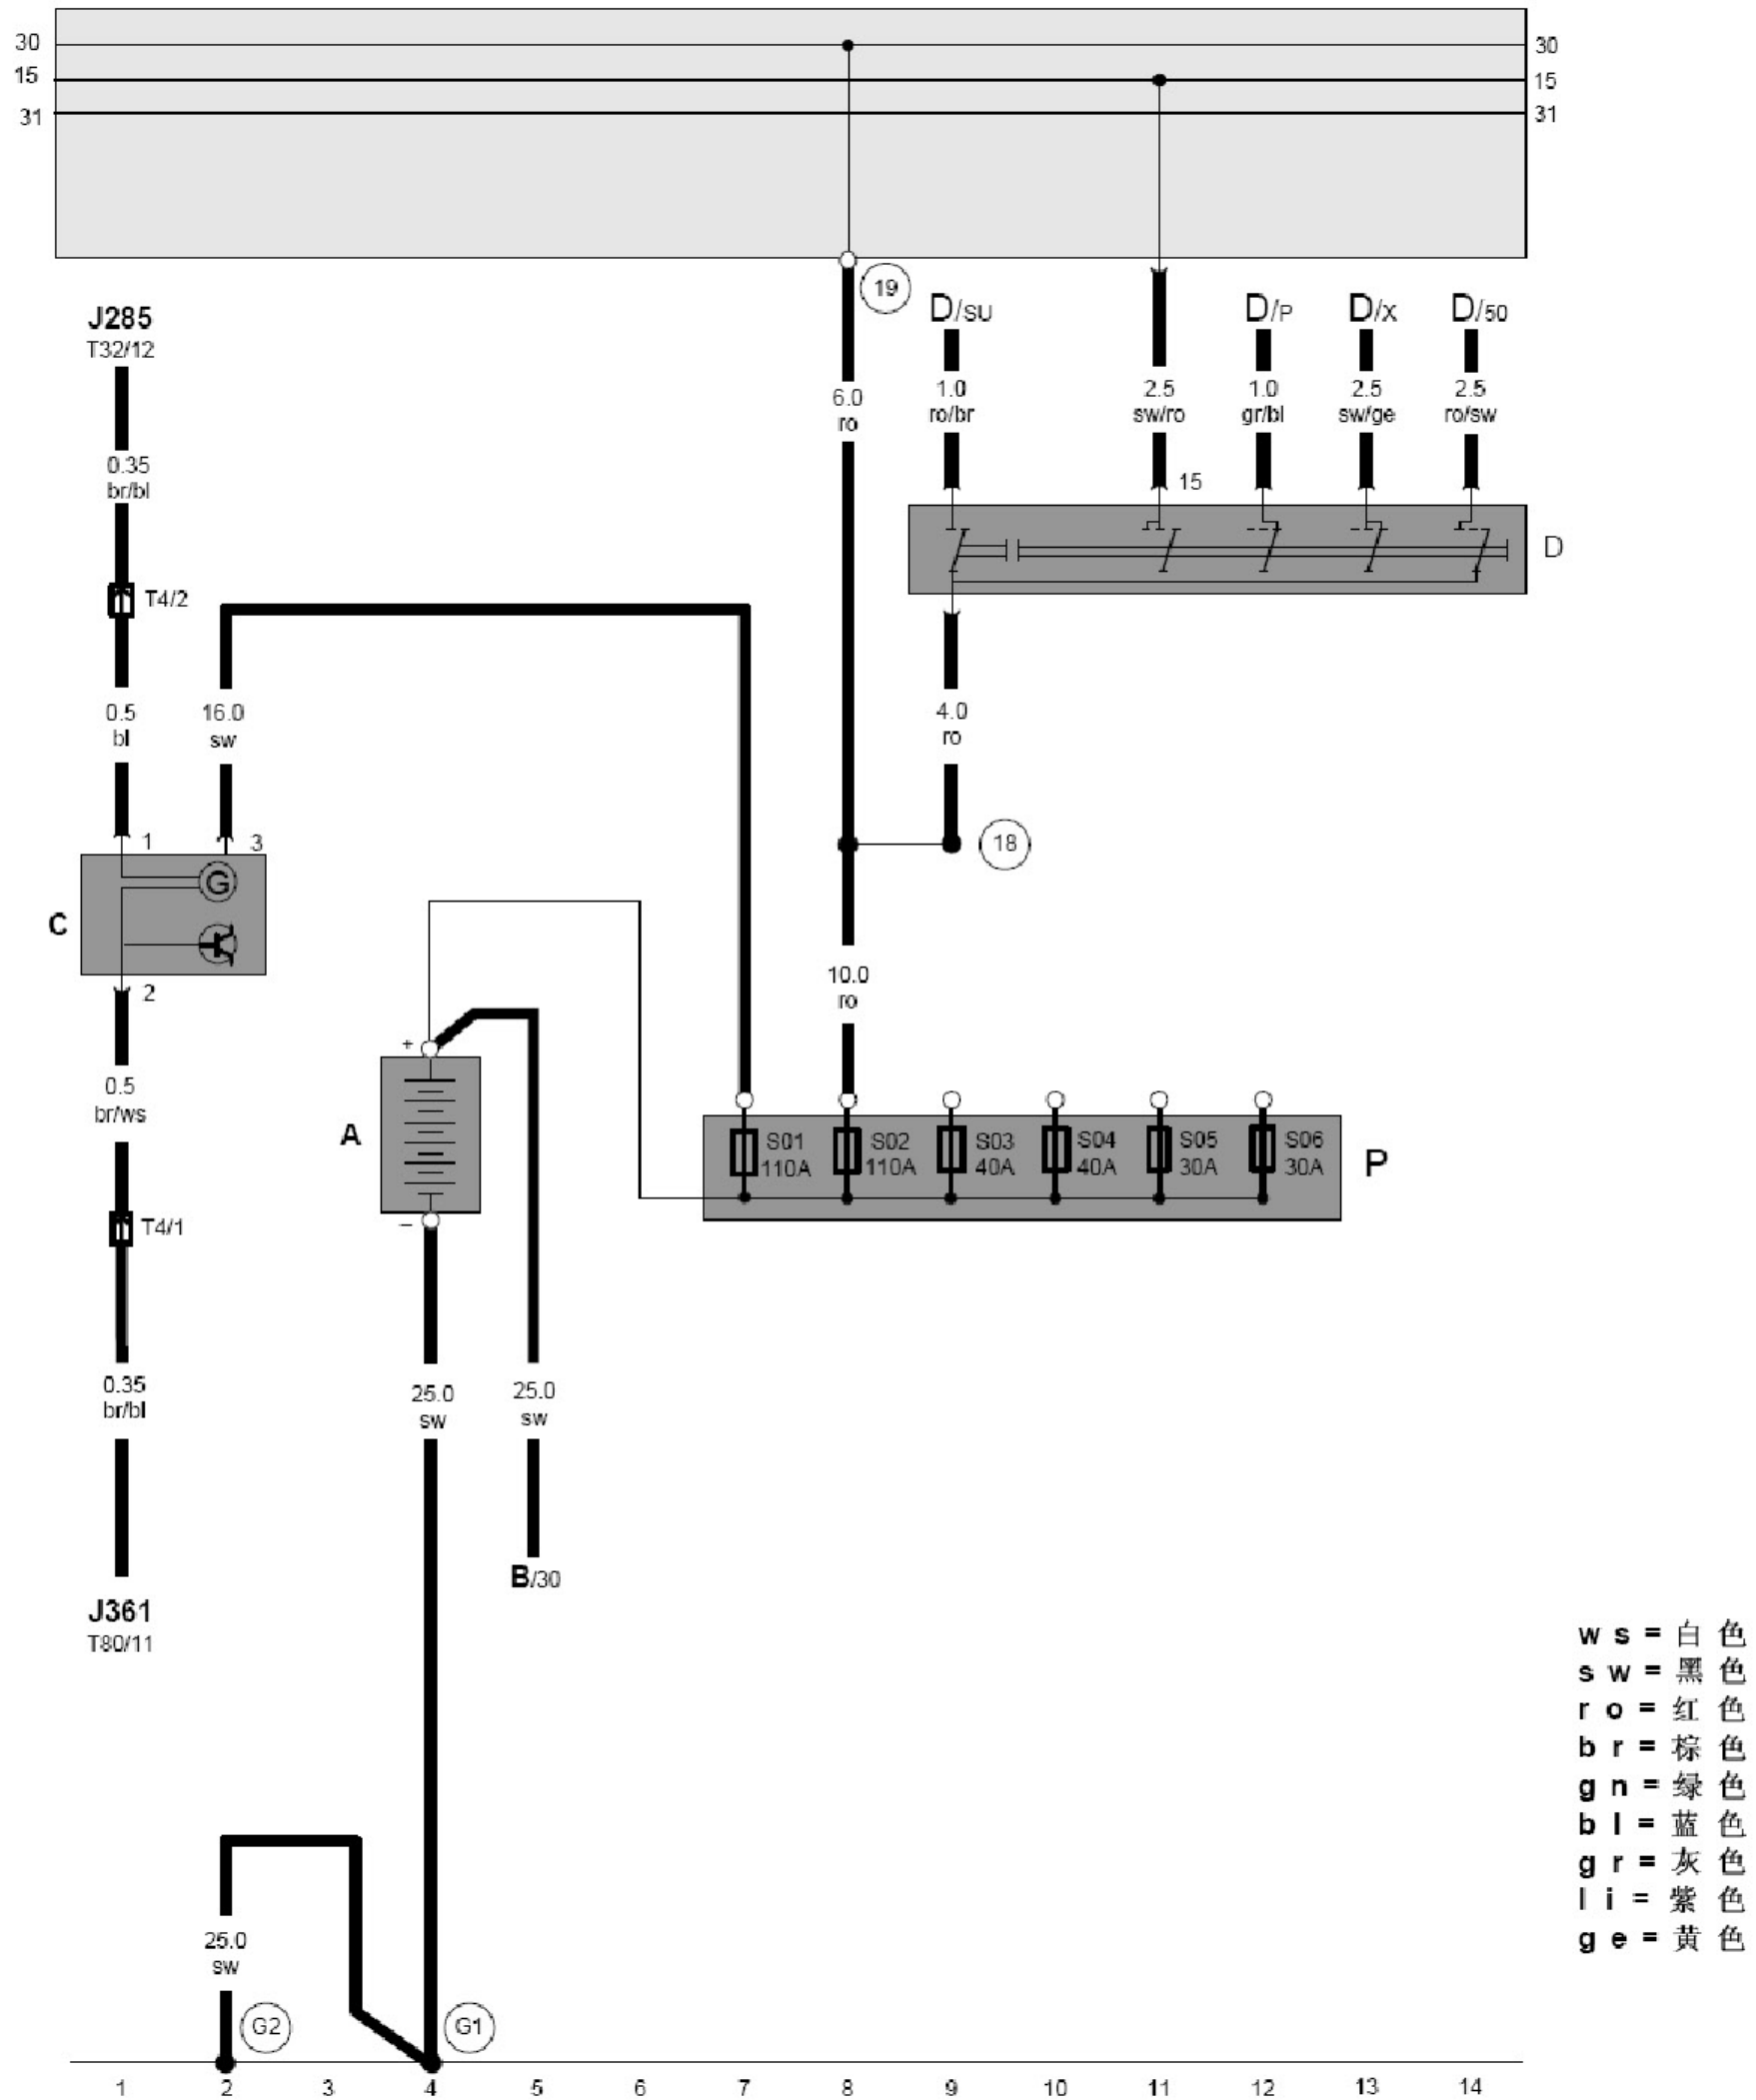 30
30
15
15
31
31
19
J285
T32/12
D/SU
D/P
D/X
D/50
6.0
ro
1.0
ro/br
2.5
sw/ro
1.0
gr/bl
2.5
sw/ge
2.5
ro/sw
0.35
br/bl
15
D
T4/2
0.5
bl
16.0
sw
4.0
ro
1
3
18
G
C
2
10.0
ro
+
A
–
0.5
br/ws
S01
110A
S02
110A
S03
40A
S04
40A
S05
30A
S06
30A
P
T4/1
0.35
br/bl
25.0
sw
25.0
sw
B/30
J361
T80/11
ws=白色
sw=黑色
ro=红色
br=棕色
gn=绿色
bl=蓝色
gr=灰色
li=紫色
ge=黄色
25.0
sw
G2
G1
1 2 3 4 5 6 7 8 9 10 11 12 13 14